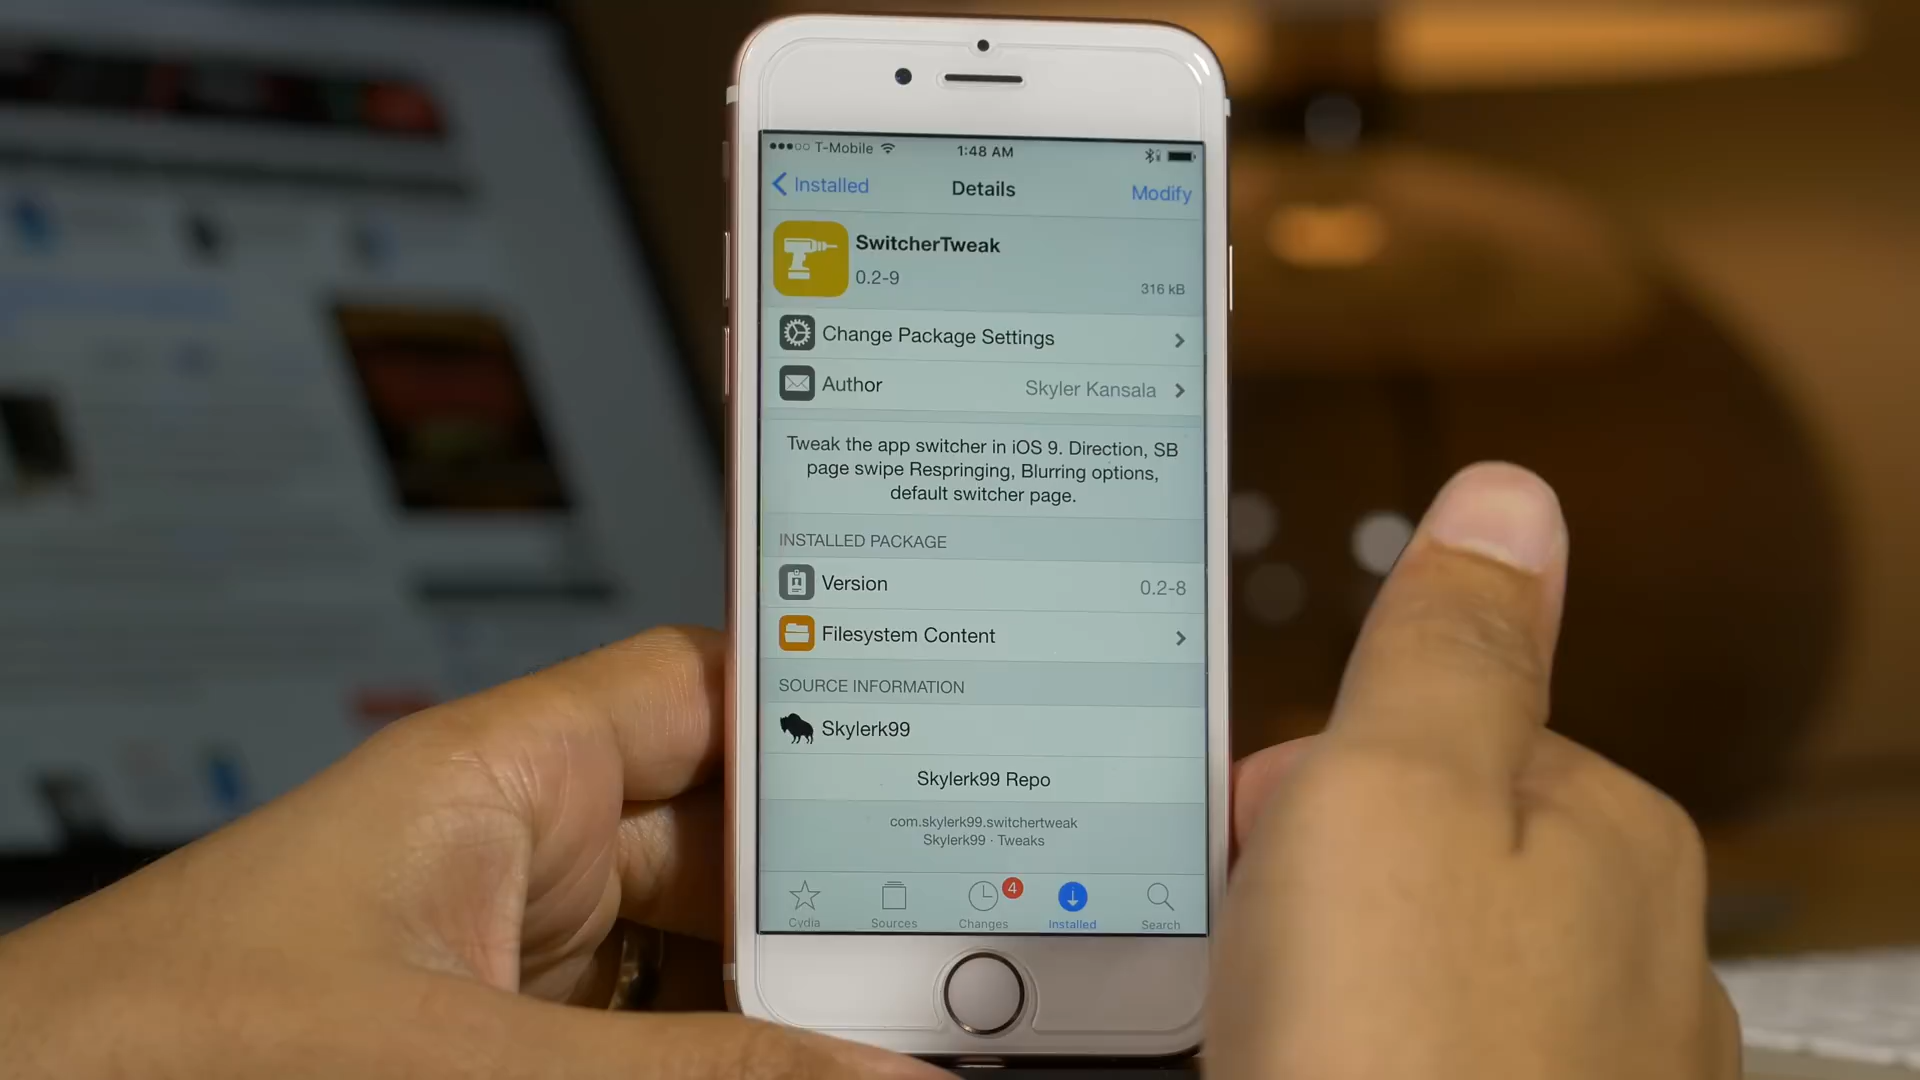 T-Mobile
1:48 AM
Installed
Details
Modify
SwitcherTweak
0.2-9
316 kB
Change Package Settings
Author
Skyler Kansala
Tweak the app switcher in iOS 9. Direction, SB
page swipe Respringing, Blurring options,
default switcher page.
INSTALLED PACKAGE
Version
0.2-8
Filesystem Content
SOURCE INFORMATION
Skylerk99
Skylerk99 Repo
com.skylerk99.switchertweak
Skylerk99 · Tweaks
4
Cydia
Sources
Changes
Installed
Search